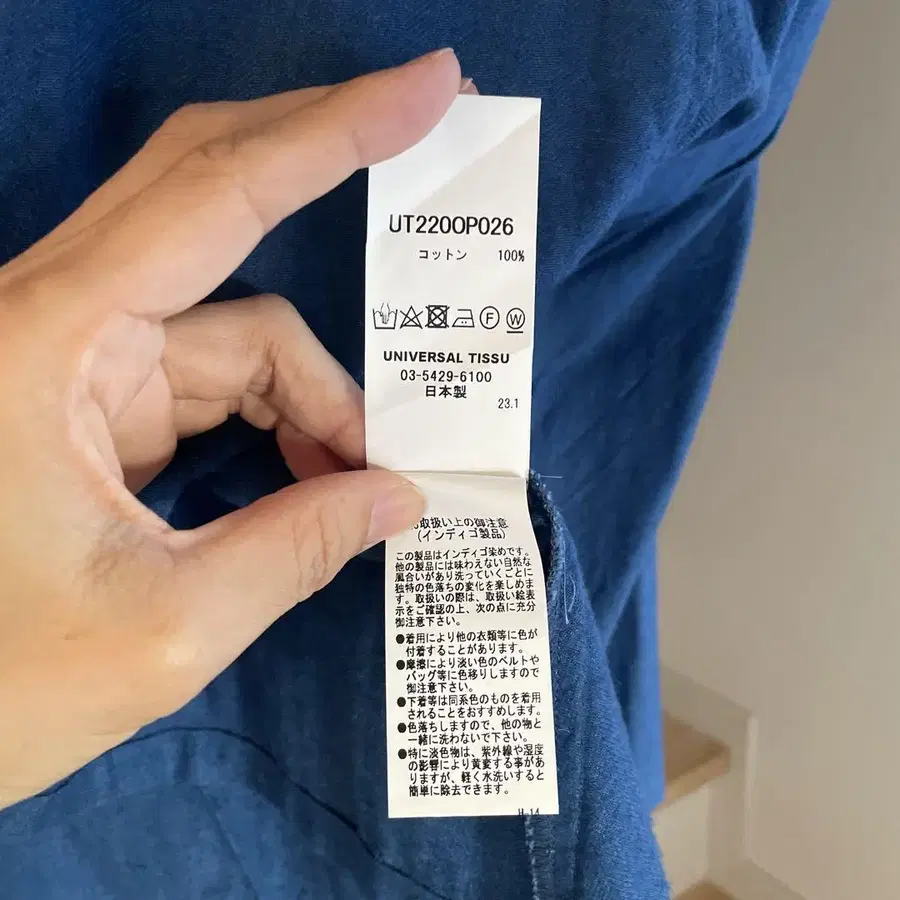 UT220OP026
コットン 100%
F W
UNIVERSAL TISSU
03-5429-6100
日本製
23.1
取扱い上の御注意
(インディゴ製品)
この製品はインディゴ染めです。
他の製品には味わえない自然な
風合いがあり洗っていくごとに
独特の色落ちの変化を楽しめま
す。取扱いの際は、取扱い絵表
示をご確認の上、次の点に充分
御注意下さい。
●着用により他の衣類等に色が
付着することがあります。
●摩擦により淡い色のベルトや
バッグ等に色移りしますので
御注意下さい。
●下着等は同系色のものを着用
されることをおすすめします。
●色落ちしますので、他の物と
一緒に洗わないで下さい。
●特に淡色物は、紫外線や湿度
の影響により黄変する事があ
りますが、軽く水洗いすると
簡単に除去できます。
H-14